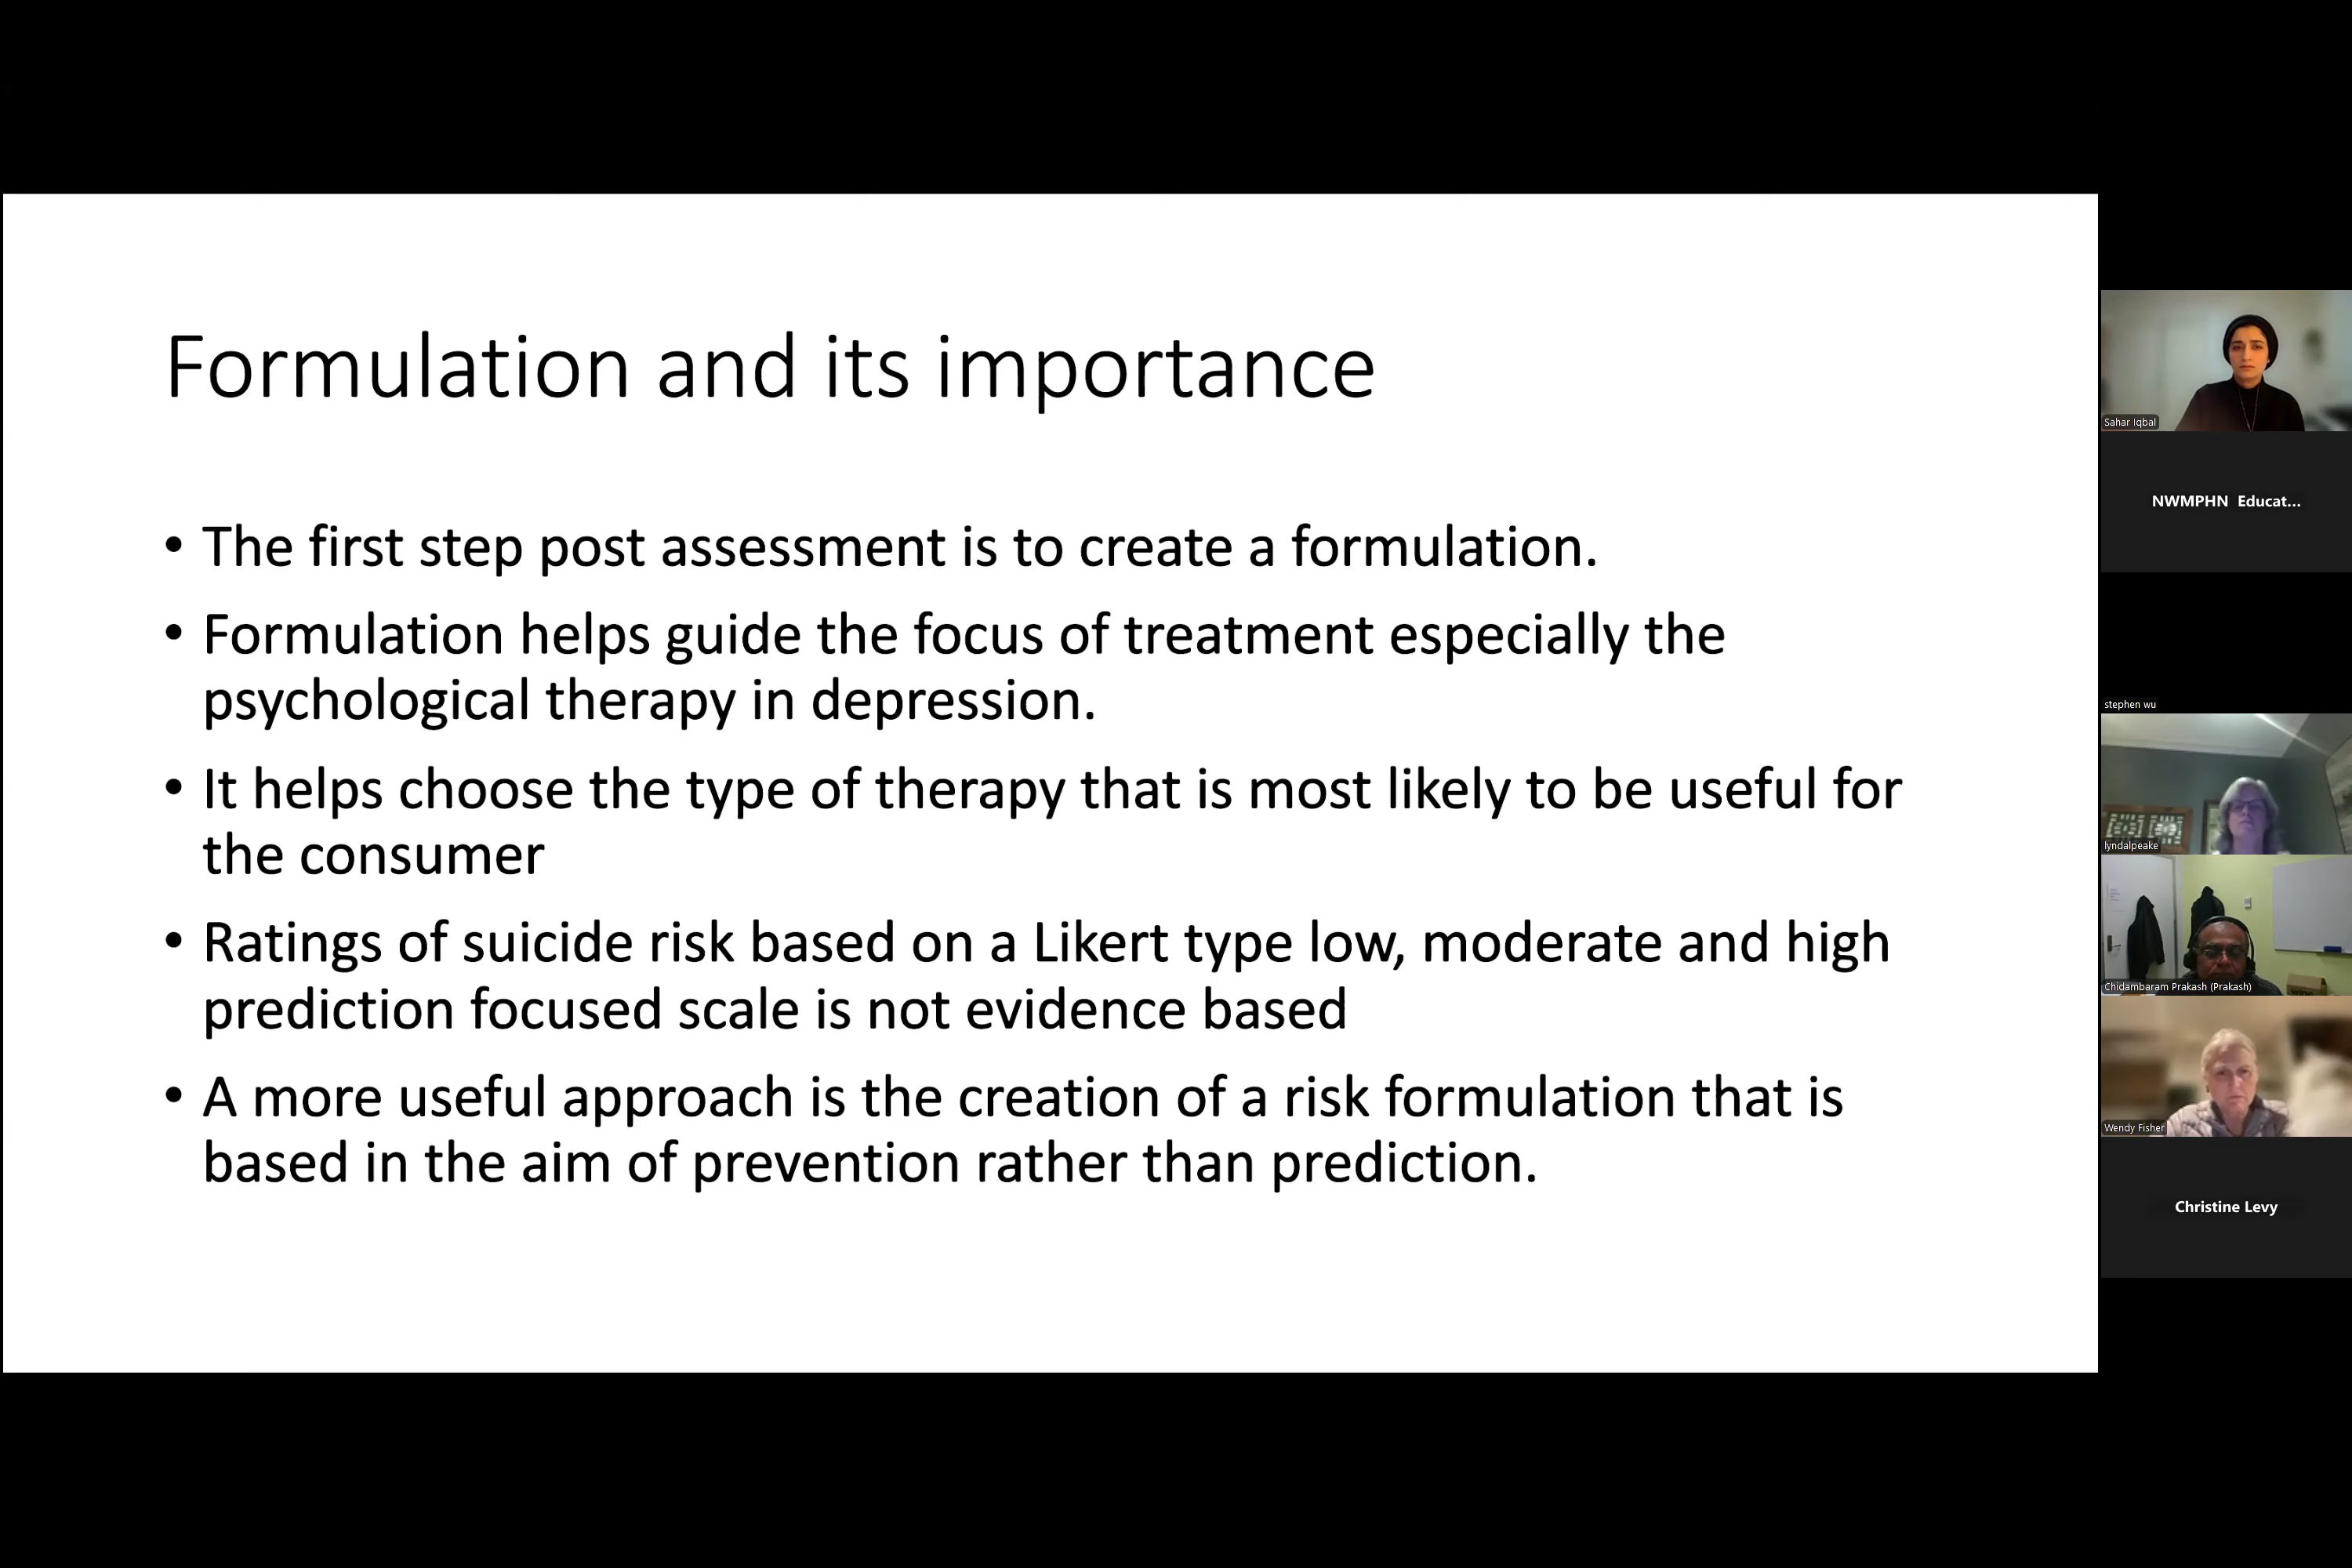 Formulation and its importance
• The first step post assessment is to create a formulation.
• Formulation helps guide the focus of treatment especially the
psychological therapy in depression.
• It helps choose the type of therapy that is most likely to be useful for
the consumer
• Ratings of suicide risk based on a Likert type low, moderate and high
prediction focused scale is not evidence based
• A more useful approach is the creation of a risk formulation that is
based in the aim of prevention rather than prediction.
Sahar Iqbal
NWMPHN Educat...
stephen wu
lyndalpeake
Chidambaram Prakash (Prakash)
Wendy Fisher
Christine Levy